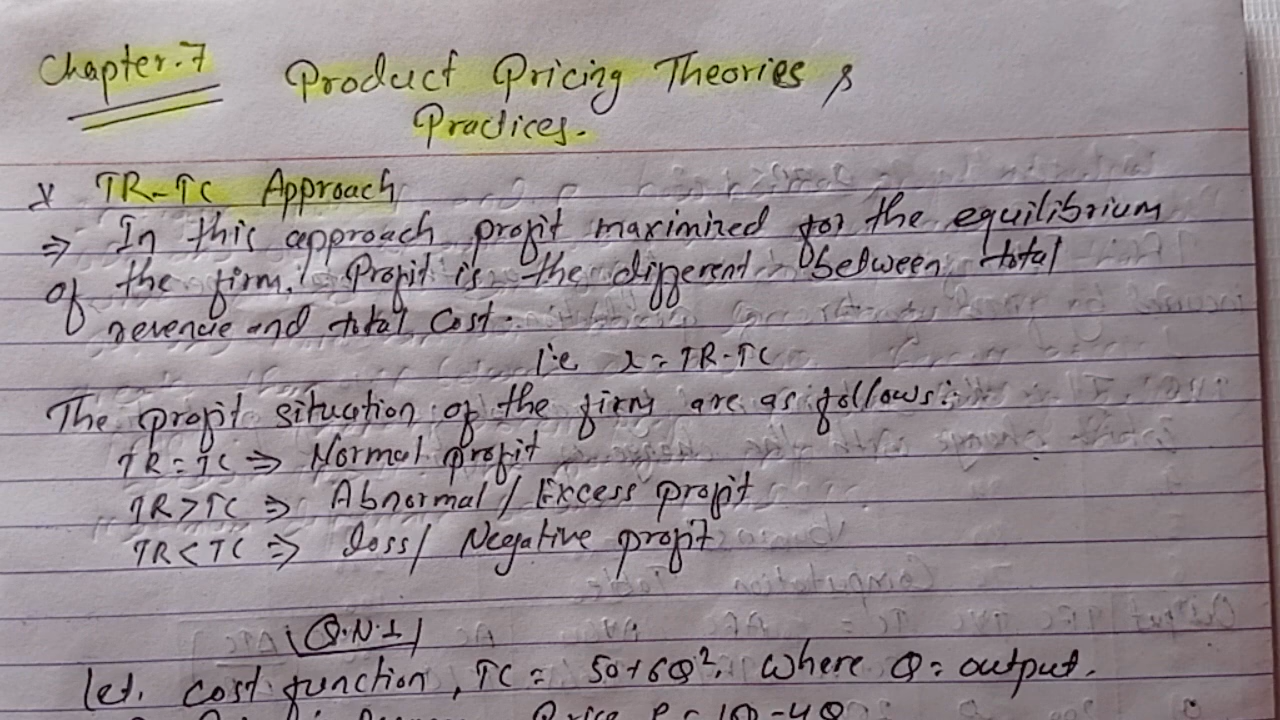 Chapter.7 Product Pricing Theories &
Practices.
TR-TC Approach
⇒ In this approach profit maximized for the equilibrium
of the firm. Profit is the different between total
revenue and total cost.
i.e λ = TR-TC
The profit situation of the firm are as follows:
TR = TC ⇒ Normal profit
TR > TC ⇒ Abnormal / Excess profit
TR < TC ⇒ loss / Negative profit
Q.N.1
let. cost function, TC = 50+6Q². Where Q = output.
Price P = 100-4Q